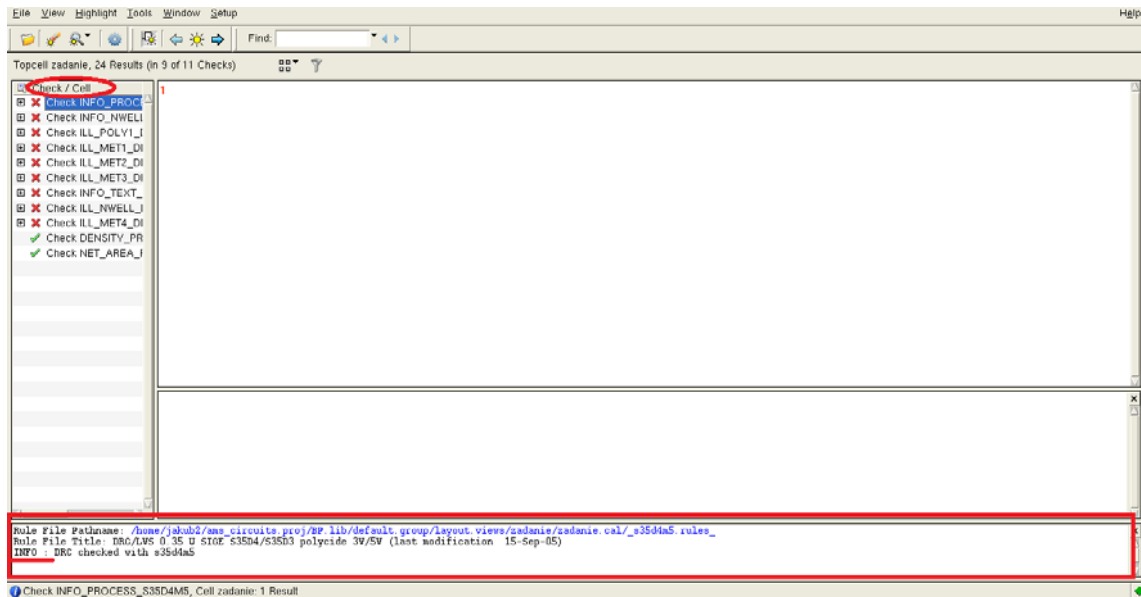 File View Highlight Tools Window Setup Help
Find:
Topcell zadanie, 24 Results (in 9 of 11 Checks)
Check / Cell
Check INFO_PROCE
Check INFO_NWELL
Check ILL_POLY1_D
Check ILL_MET1_DI
Check ILL_MET2_DI
Check ILL_MET3_DI
Check INFO_TEXT_
Check ILL_NWELL_I
Check ILL_MET4_DI
Check DENSITY_PR
Check NET_AREA_
1
Rule File Pathname: /home/jakub2/ams_circuits.proj/BP.lib/default.group/layout.views/zadanie/zadanie.cal/_s35d4m5.rules_
Rule File Title: DRC/LVS 0.35 U SIGE S35D4/S35D3 polycide 3V/5V (last modification 15-Sep-05)
INFO : DRC checked with s35d4m5
Check INFO_PROCESS_S35D4M5, Cell zadanie: 1 Result